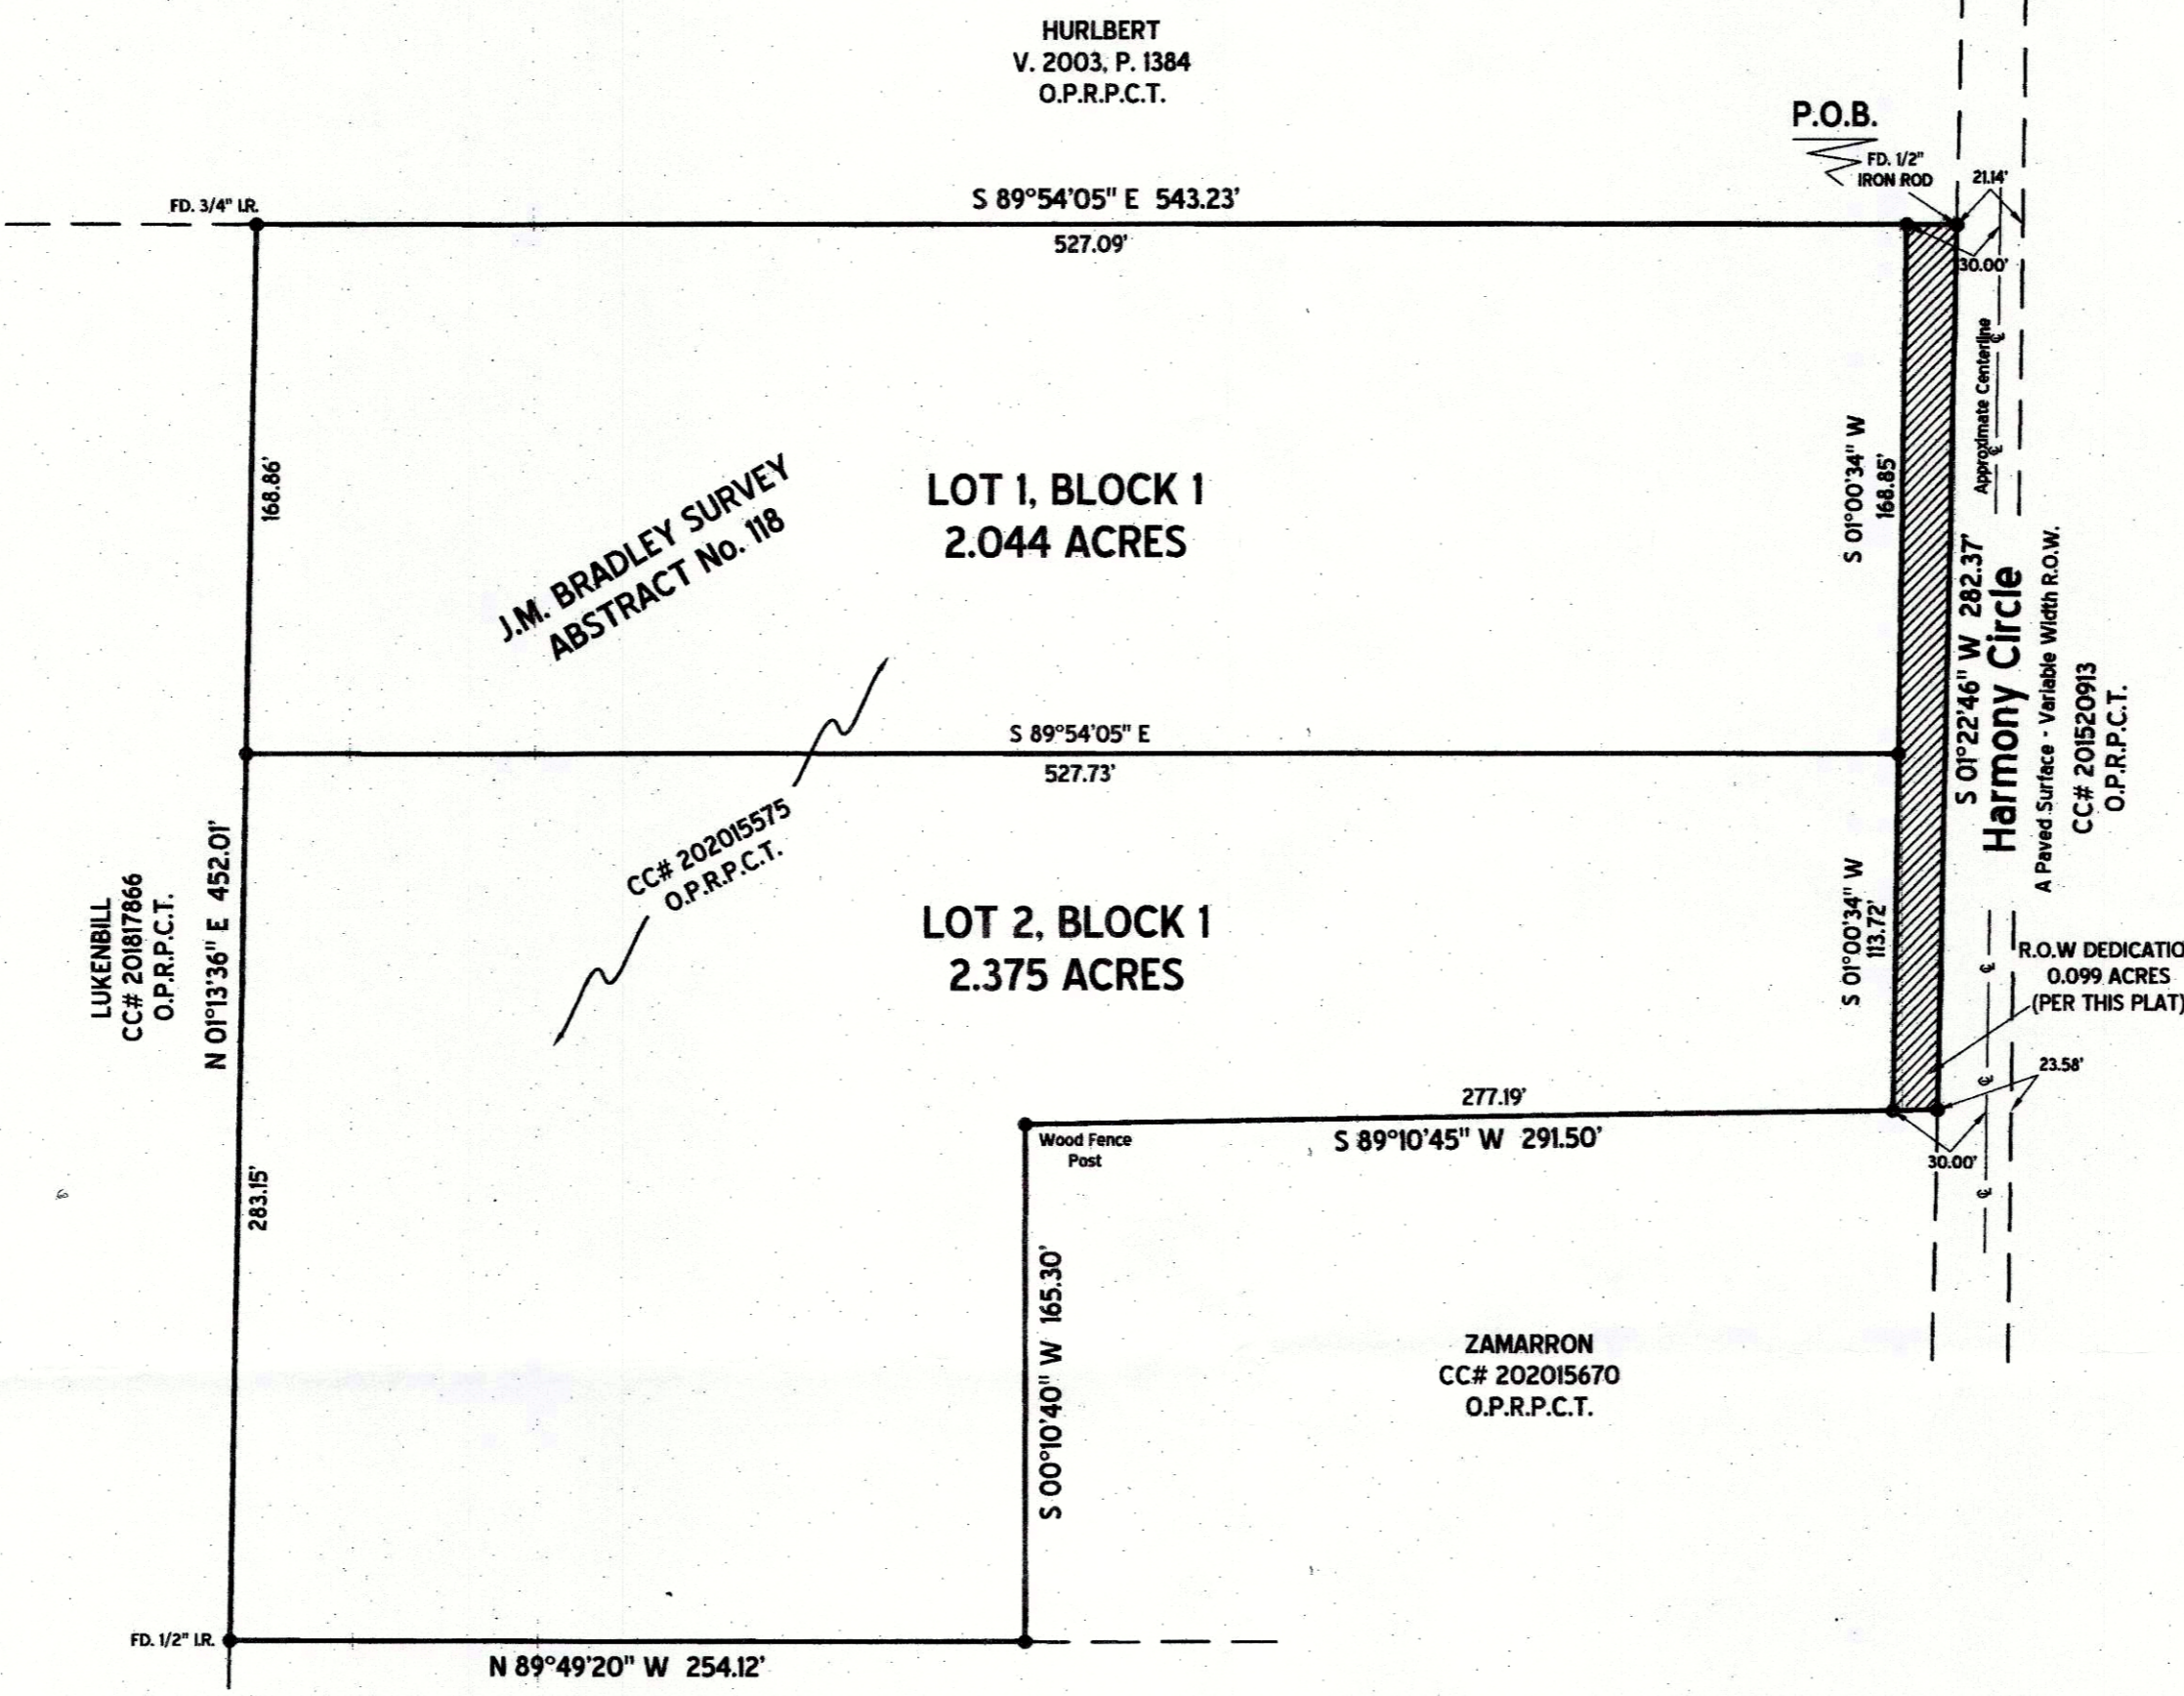 HURLBERT
V. 2003, P. 1384
O.P.R.P.C.T.
P.O.B.
FD. 1/2"
IRON ROD
21.14'
FD. 3/4" I.R.
S 89°54'05" E 543.23'
527.09'
30.00'
Approximate Centerline
168.86'
J.M. BRADLEY SURVEY
ABSTRACT No. 118
LOT 1, BLOCK 1
2.044 ACRES
S 01°00'34" W
168.85'
S 01°22'46" W 282.37'
Harmony Circle
A Paved Surface - Variable Width R.O.W.
CC# 201520913
O.P.R.P.C.T.
S 89°54'05" E
527.73'
CC# 202015575
O.P.R.P.C.T.
LUKENBILL
CC# 201817866
O.P.R.P.C.T.
N 01°13'36" E 452.01'
LOT 2, BLOCK 1
2.375 ACRES
S 01°00'34" W
113.72'
R.O.W DEDICATIO
0.099 ACRES
(PER THIS PLAT)
23.58'
277.19'
S 89°10'45" W 291.50'
Wood Fence
Post
30.00'
283.15'
S 00°10'40" W 165.30'
ZAMARRON
CC# 202015670
O.P.R.P.C.T.
FD. 1/2" I.R.
N 89°49'20" W 254.12'